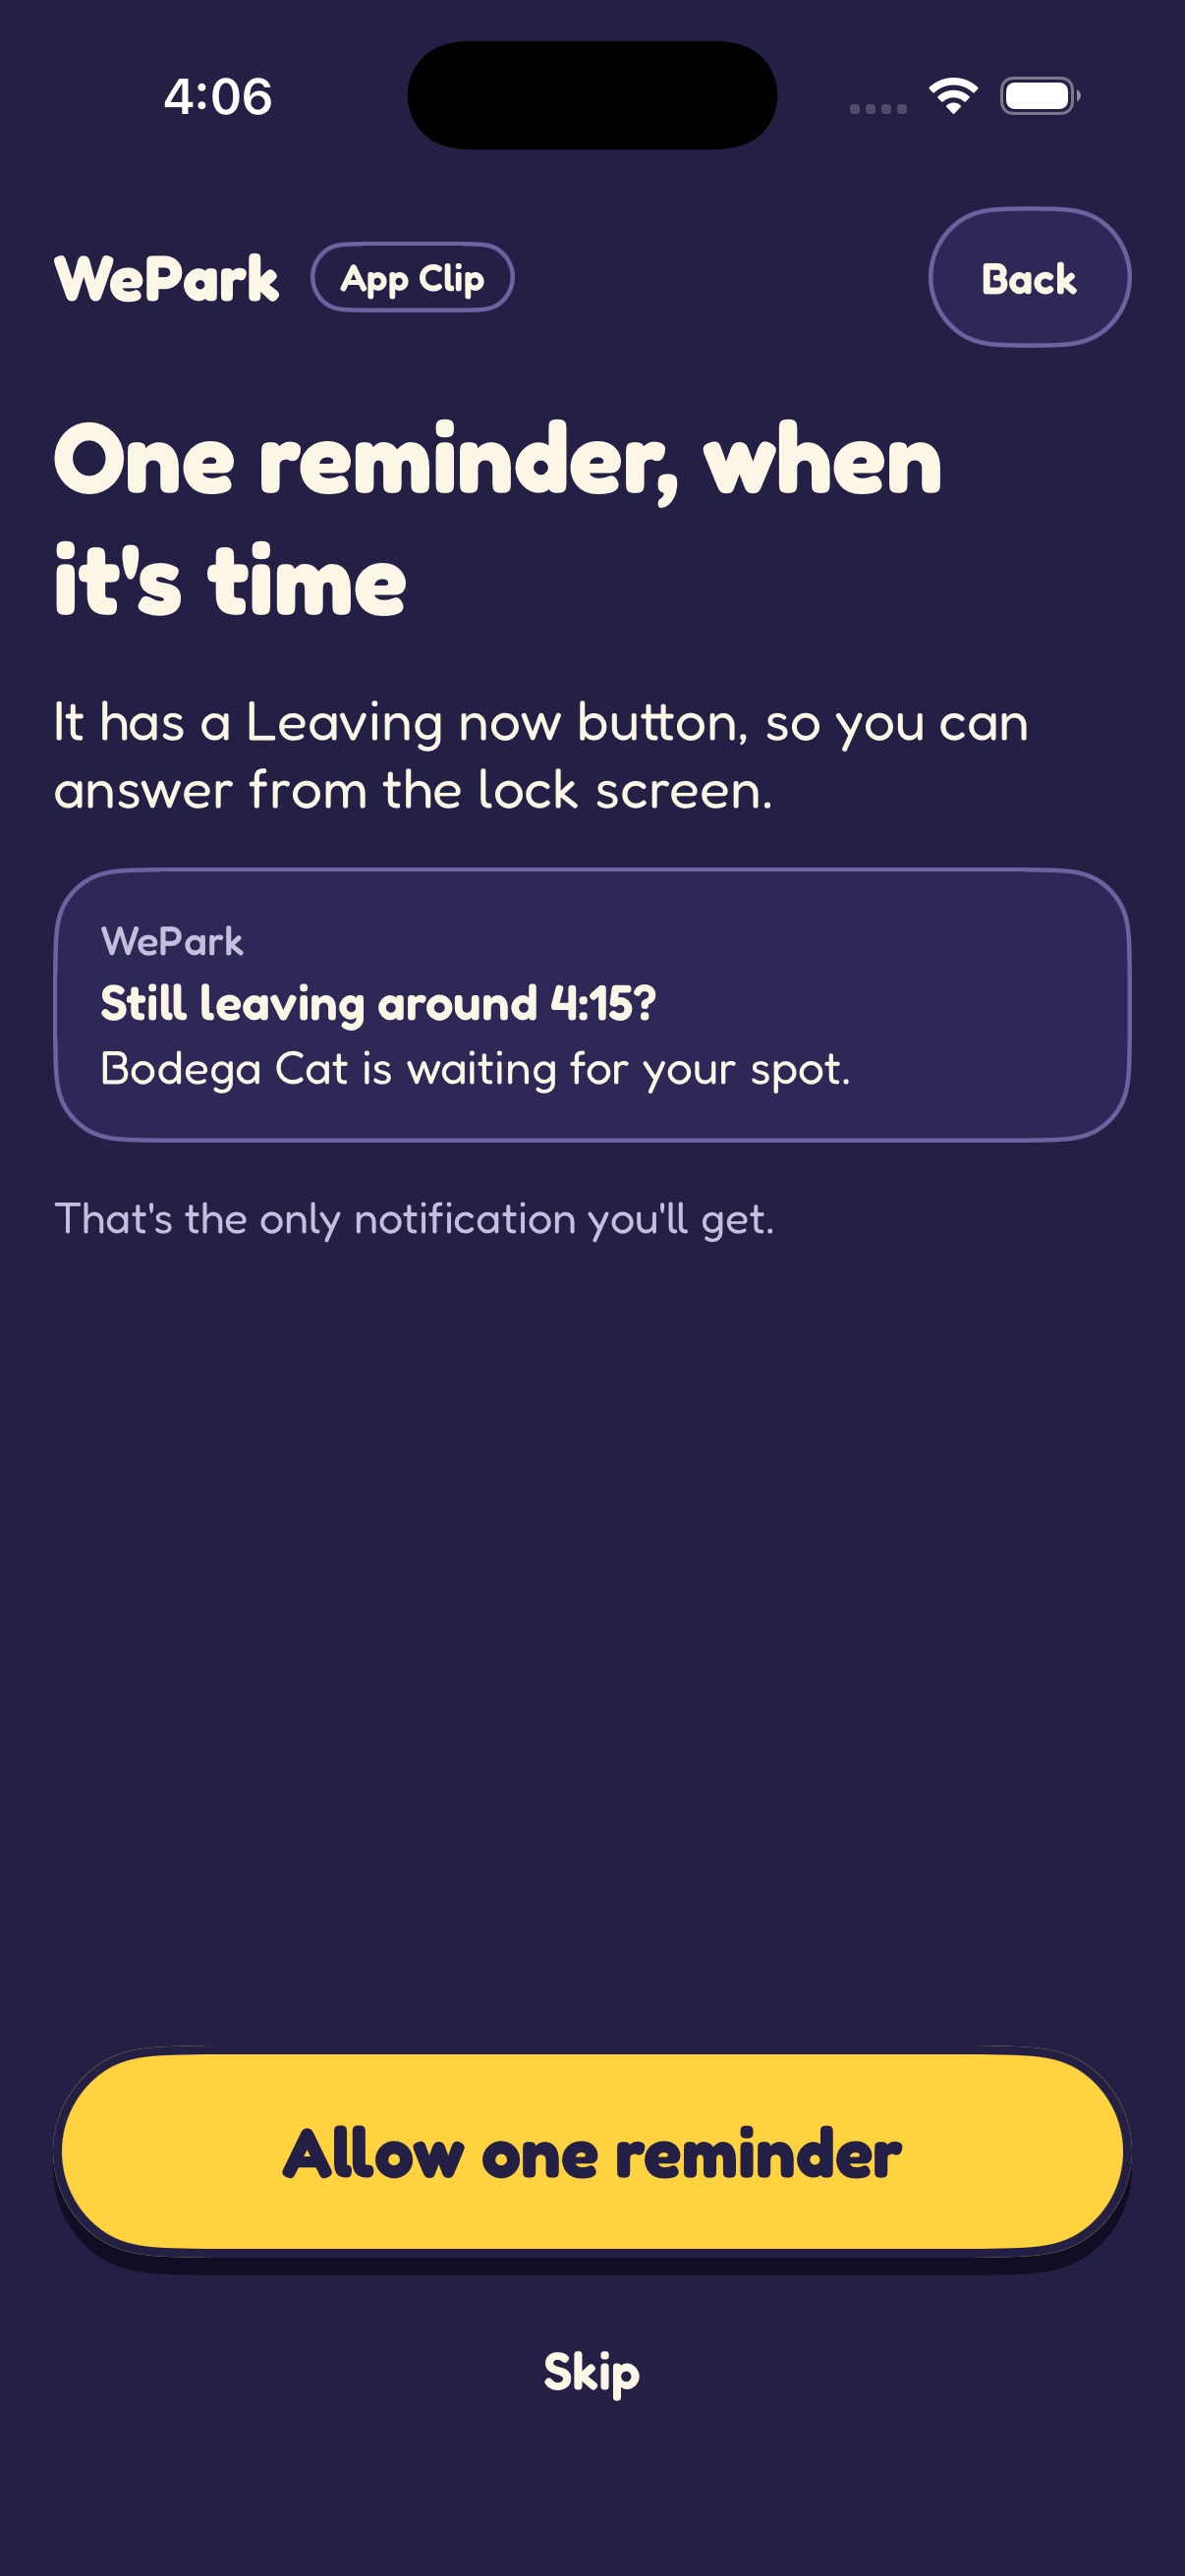 4:06
WePark
App Clip
Back
One reminder, when
it's time
It has a Leaving now button, so you can
answer from the lock screen.
WePark
Still leaving around 4:15?
Bodega Cat is waiting for your spot.
That's the only notification you'll get.
Allow one reminder
Skip